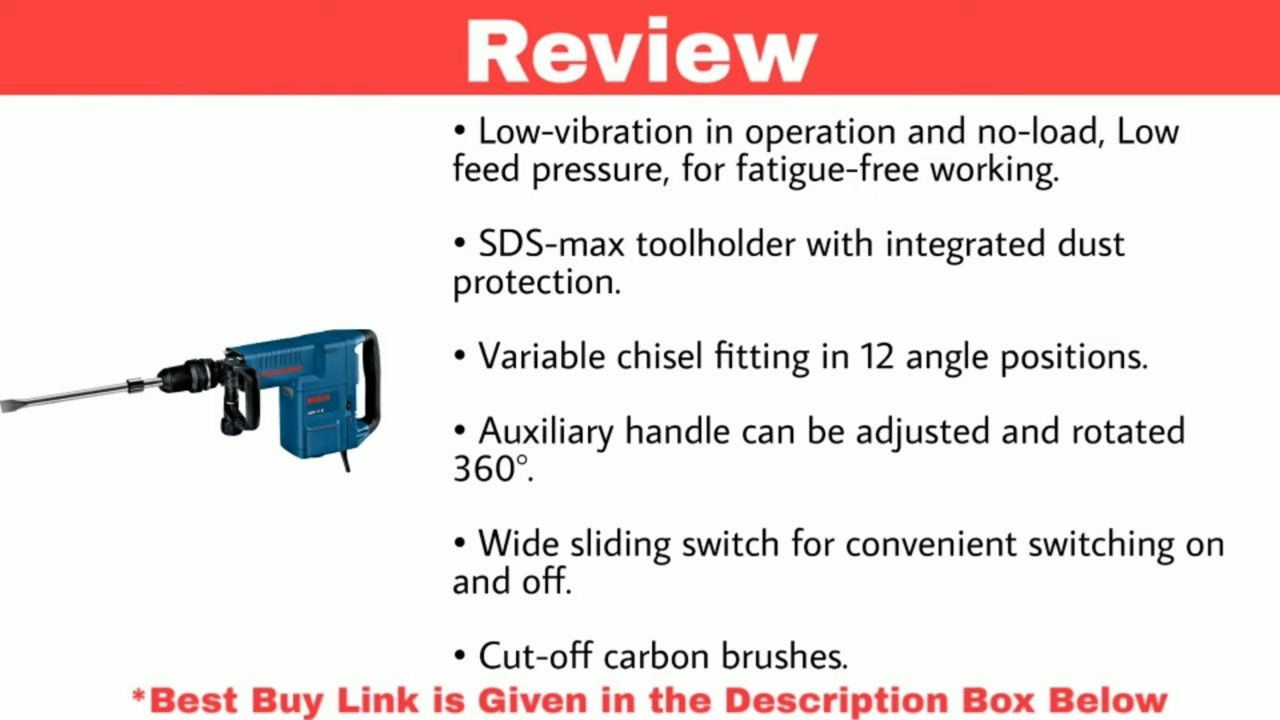 Review
• Low-vibration in operation and no-load, Low
feed pressure, for fatigue-free working.
• SDS-max toolholder with integrated dust
protection.
• Variable chisel fitting in 12 angle positions.
• Auxiliary handle can be adjusted and rotated
360°.
• Wide sliding switch for convenient switching on
and off.
• Cut-off carbon brushes.
BOSCH
*Best Buy Link is Given in the Description Box Below